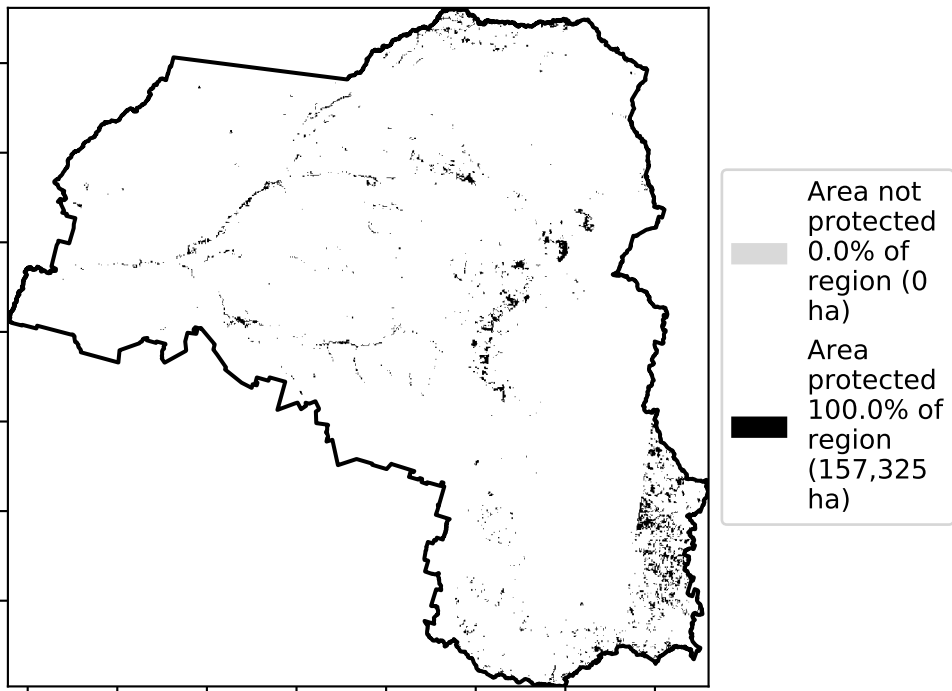 Area not
protected
0.0% of
region (0
ha)
Area
protected
100.0% of
region
(157,325
ha)